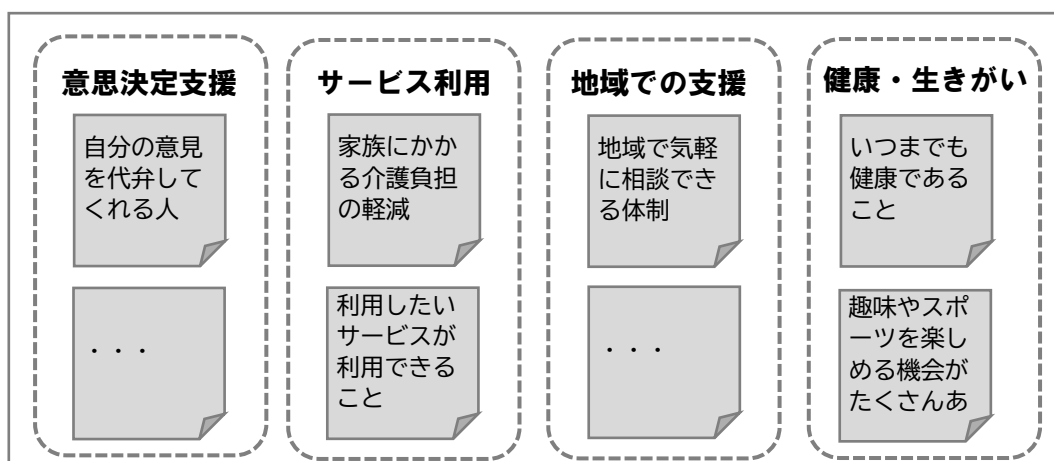 意思決定支援
自分の意見
を代弁して
くれる人
・・・
サービス利用
家族にかか
る介護負担
の軽減
利用したい
サービスが
利用できる
こと
地域での支援
地域で気軽
に相談でき
る体制
・・・
健康・生きがい
いつまでも
健康である
こと
趣味やスポ
ーツを楽し
める機会が
たくさんあ